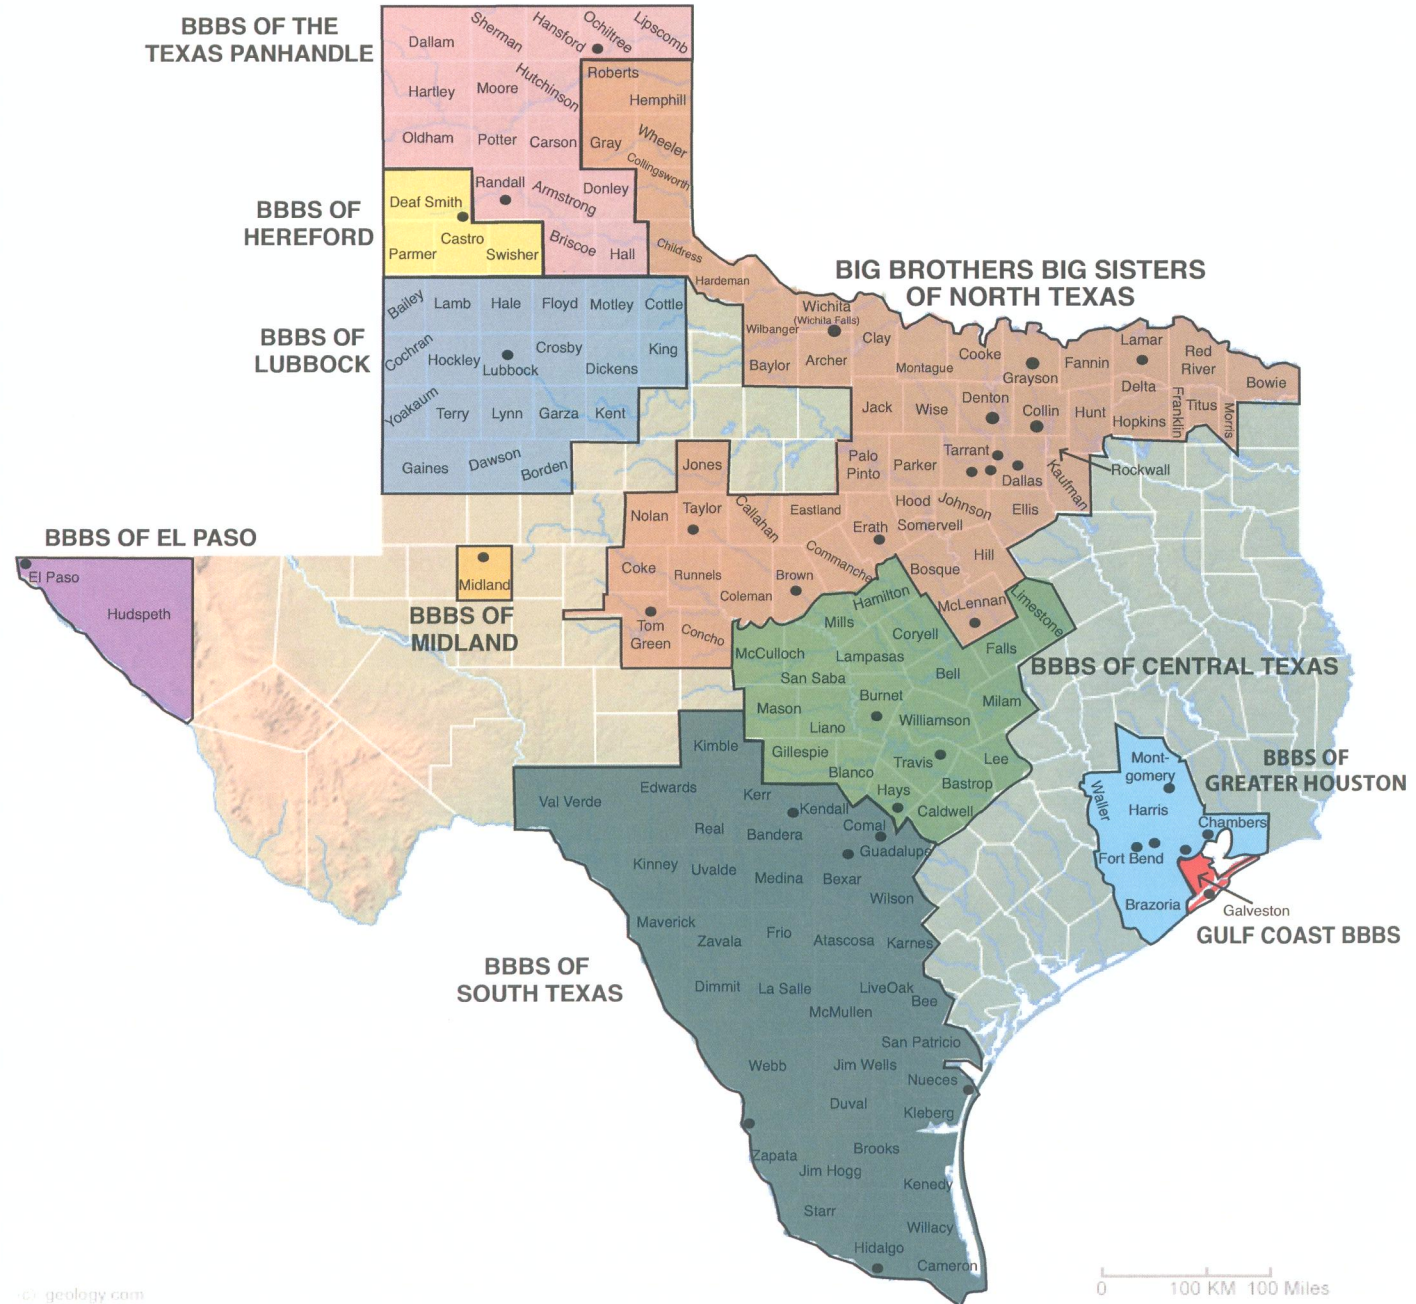 BBBS OF THE
TEXAS PANHANDLE
Dallam
Sherman
Hansford
Ochiltree
Lipscomb
Hartley
Moore
Hutchinson
Roberts
Hemphill
Oldham
Potter
Carson
Gray
Wheeler
Collingsworth
BBBS OF
HEREFORD
Deaf Smith
Randall
Armstrong
Donley
Parmer
Castro
Swisher
Briscoe
Hall
Childress
Hardeman
BIG BROTHERS BIG SISTERS
OF NORTH TEXAS
BBBS OF
LUBBOCK
Bailey
Lamb
Hale
Floyd
Motley
Cottle
Cochran
Hockley
Lubbock
Crosby
Dickens
King
Yoakaum
Terry
Lynn
Garza
Kent
Gaines
Dawson
Borden
Wilbanger
Wichita
(Wichita Falls)
Clay
Baylor
Archer
Montague
Cooke
Grayson
Fannin
Lamar
Red
River
Bowie
Delta
Franklin
Titus
Morris
Jack
Wise
Denton
Collin
Hunt
Hopkins
Palo
Pinto
Parker
Tarrant
Dallas
Kaufman
Rockwall
Jones
Nolan
Taylor
Callahan
Eastland
Hood
Johnson
Ellis
Erath
Somervell
Commanche
Bosque
Hill
Coke
Runnels
Coleman
Brown
McLennan
Tom
Green
Concho
BBBS OF EL PASO
El Paso
Hudspeth
Midland
BBBS OF
MIDLAND
Hamilton
Limestone
Mills
Coryell
Falls
McCulloch
Lampasas
Bell
San Saba
Burnet
Milam
Mason
Llano
Williamson
Gillespie
Travis
Lee
Blanco
Bastrop
Hays
Caldwell
BBBS OF CENTRAL TEXAS
BBBS OF
GREATER HOUSTON
Mont-
gomery
Waller
Harris
Chambers
Fort Bend
Brazoria
Galveston
GULF COAST BBBS
Kimble
Val Verde
Edwards
Kerr
Kendall
Comal
Real
Bandera
Guadalupe
Kinney
Uvalde
Medina
Bexar
Wilson
Maverick
Zavala
Frio
Atascosa
Karnes
BBBS OF
SOUTH TEXAS
Dimmit
La Salle
LiveOak
Bee
McMullen
San Patricio
Webb
Jim Wells
Nueces
Duval
Kleberg
Zapata
Brooks
Jim Hogg
Kenedy
Starr
Willacy
Hidalgo
Cameron
0 100 KM 100 Miles
(c) geology.com